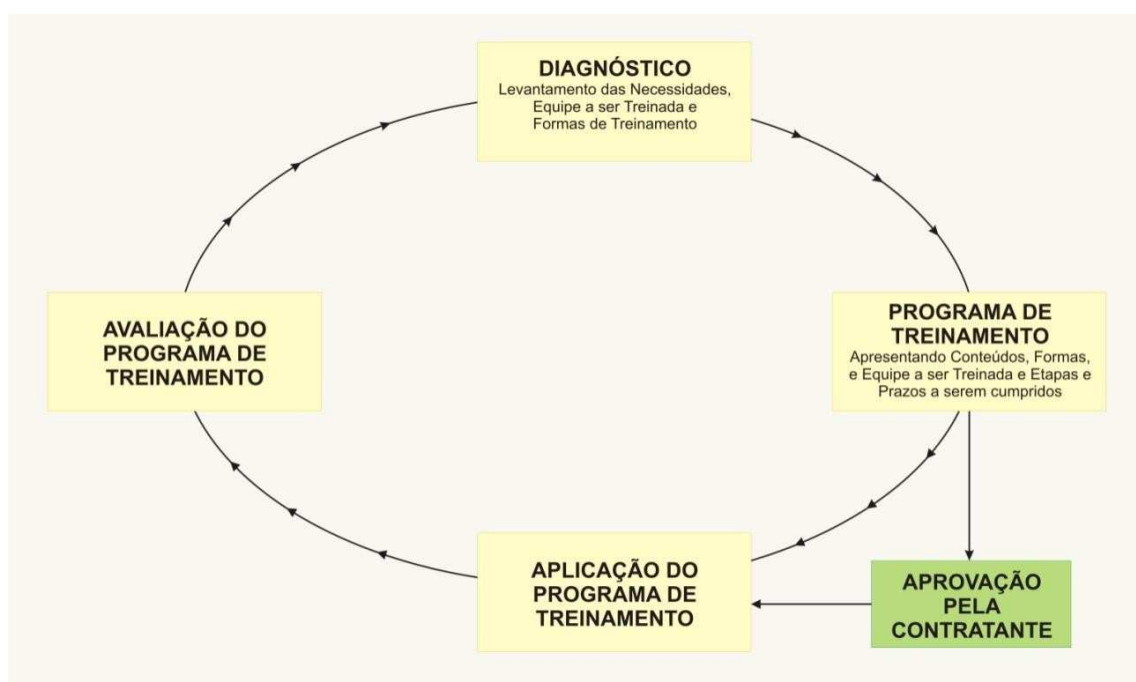 DIAGNÓSTICO
Levantamento das Necessidades,
Equipe a ser Treinada e
Formas de Treinamento
PROGRAMA DE
TREINAMENTO
Apresentando Conteúdos, Formas,
e Equipe a ser Treinada e Etapas e
Prazos a serem cumpridos
AVALIAÇÃO DO
PROGRAMA DE
TREINAMENTO
APLICAÇÃO DO
PROGRAMA DE
TREINAMENTO
APROVAÇÃO
PELA
CONTRATANTE